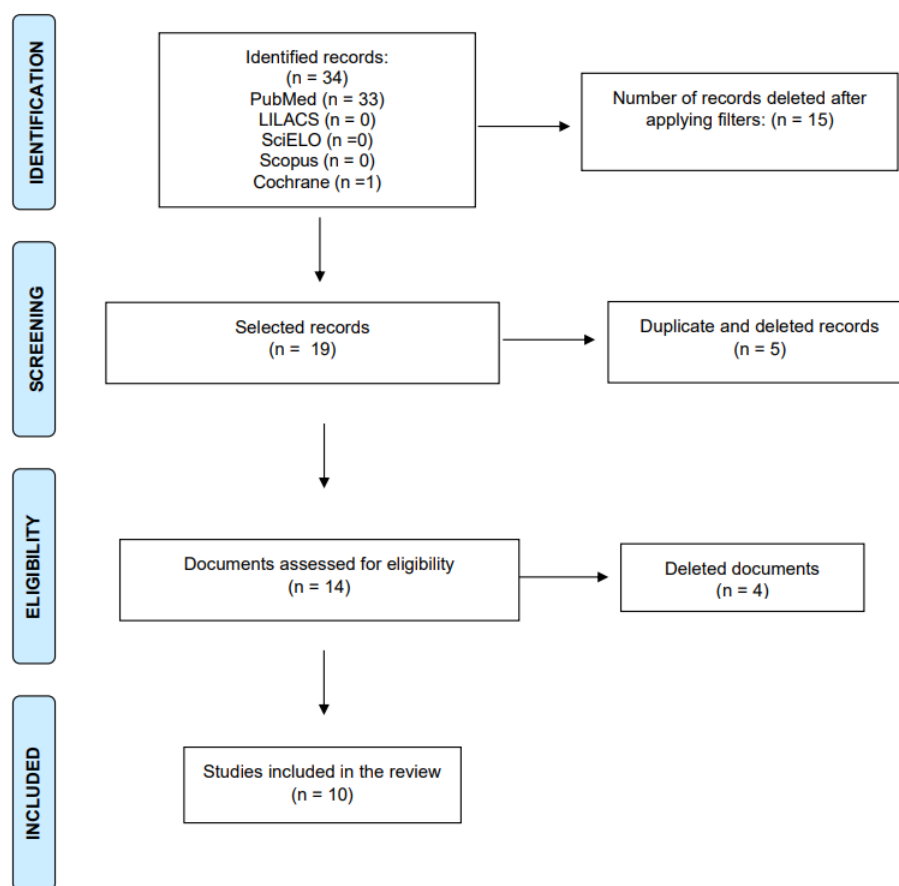 IDENTIFICATION
Identified records:
(n = 34)
PubMed (n = 33)
LILACS (n = 0)
SciELO (n =0)
Scopus (n = 0)
Cochrane (n =1)
Number of records deleted after
applying filters: (n = 15)
SCREENING
Selected records
(n = 19)
Duplicate and deleted records
(n = 5)
ELIGIBILITY
Documents assessed for eligibility
(n = 14)
Deleted documents
(n = 4)
INCLUDED
Studies included in the review
(n = 10)